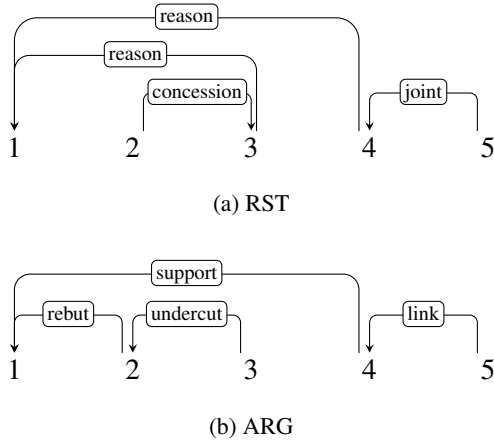 reason
reason
concession joint
1 2 3 4 5
(a) RST
support
rebut undercut link
1 2 3 4 5
(b) ARG